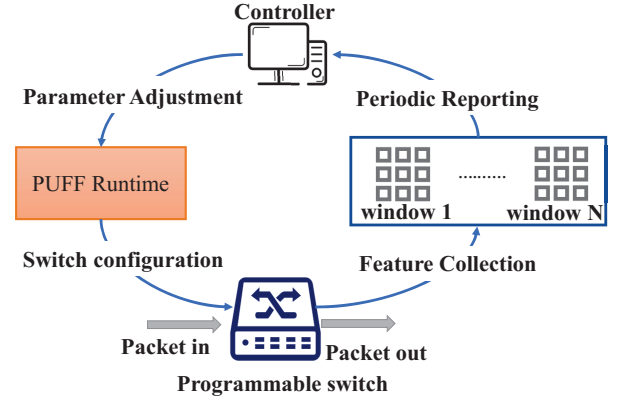 Controller
Parameter Adjustment
Periodic Reporting
PUFF Runtime
..........
window 1
window N
Switch configuration
Feature Collection
Packet in
Packet out
Programmable switch